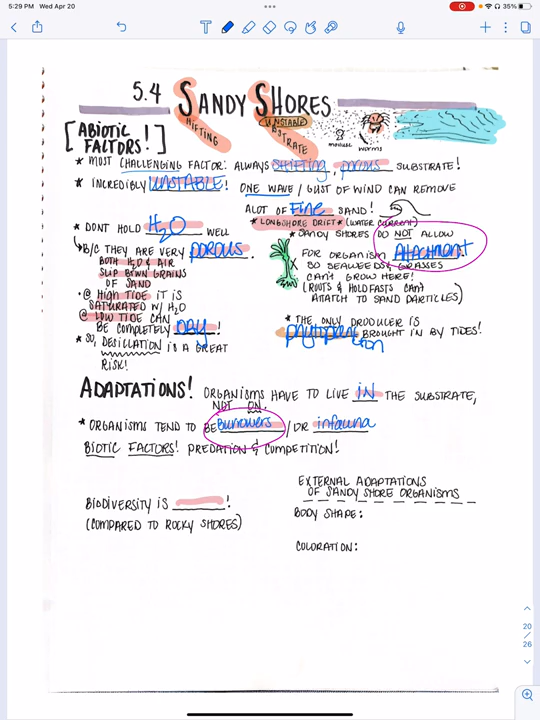 5:29 PM Wed Apr 20
35%
5.4 SANDY SHORES
SHIFTING
UNSTABLE
SUBSTRATE
mollusc worms
[ABIOTIC FACTORS!]
* MOST CHALLENGING FACTOR: ALWAYS shifting, porous SUBSTRATE!
* INCREDIBLY UNSTABLE! ONE WAVE / GUST OF WIND CAN REMOVE
ALOT OF Fine SAND!
*LONGSHORE DRIFT* (WATER CURRENT)
* DONT HOLD H2O WELL
B/C THEY ARE VERY porous.
BOTH H2O & AIR
SLIP BTWN GRAINS
OF SAND
• @ HIGH TIDE IT IS
SATURATED W/ H2O
@ LOW TIDE CAN
BE COMPLETELY DRY!
* SO, DESILLATION IS A GREAT
RISK!
* SANDY SHORES DO NOT ALLOW
FOR ORGANISM Attachment
SO SEAWEEDS & GRASSES
CAN'T GROW HERE!
(ROOTS & HOLDFASTS CAN'T
ATATCH TO SAND PARTICLES)
* THE ONLY PRODUCER IS
phytoplankton BROUGHT IN BY TIDES!
ADAPTATIONS! ORGANISMS HAVE TO LIVE in THE SUBSTRATE,
NOT ON.
* ORGANISMS TEND TO BE Burrowers / OR infauna
BIOTIC FACTORS! PREDATION & COMPETITION!
BIODIVERSITY IS !
(COMPARED TO ROCKY SHORES)
EXTERNAL ADAPTATIONS
OF SANDY SHORE ORGANISMS
BODY SHAPE:
COLORATION:
20
/
26